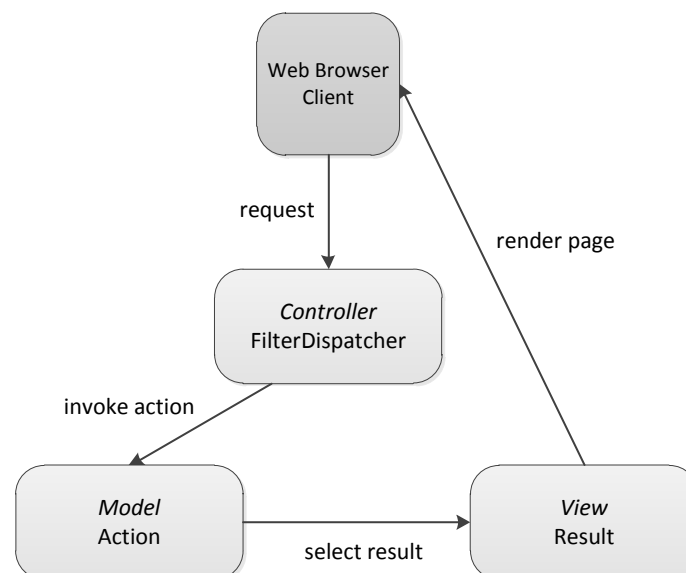 Web Browser
Client
request
render page
Controller
FilterDispatcher
invoke action
Model
Action
View
Result
select result